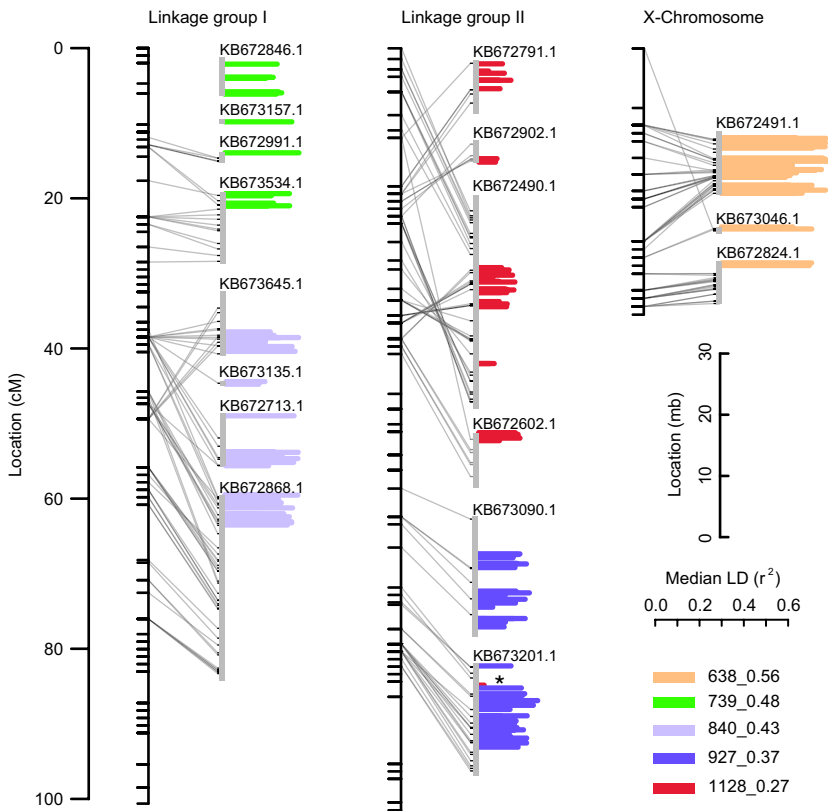 Linkage group I
Linkage group II
X-Chromosome
Location (cM)
0
20
40
60
80
100
KB672846.1
KB673157.1
KB672991.1
KB673534.1
KB673645.1
KB673135.1
KB672713.1
KB672868.1
KB672791.1
KB672902.1
KB672490.1
KB672602.1
KB673090.1
KB673201.1
*
KB672491.1
KB673046.1
KB672824.1
Location (mb)
30
20
10
0
Median LD (r²)
0.0 0.2 0.4 0.6
638_0.56
739_0.48
840_0.43
927_0.37
1128_0.27